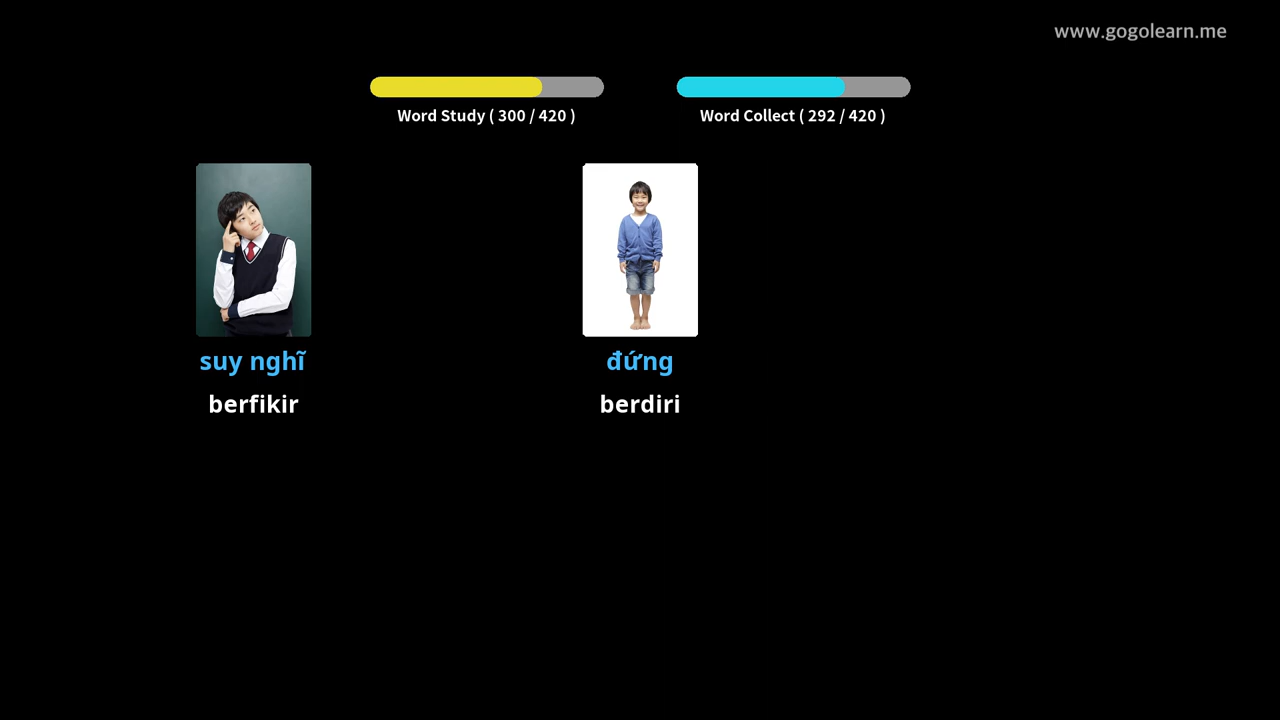 www.gogolearn.me
Word Study ( 300 / 420 )
Word Collect ( 292 / 420 )
suy nghĩ
berfikir
đứng
berdiri